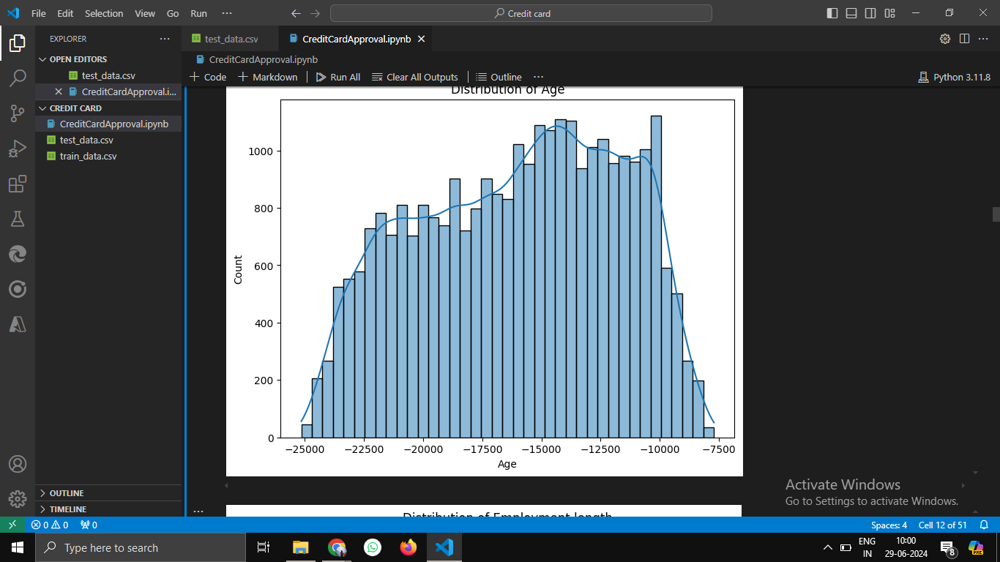 File Edit Selection View Go Run ··· Credit card
EXPLORER ···
OPEN EDITORS
test_data.csv
CreditCardApproval.i...
CREDIT CARD
CreditCardApproval.ipynb
test_data.csv
train_data.csv
OUTLINE
TIMELINE
test_data.csv CreditCardApproval.ipynb
CreditCardApproval.ipynb
+ Code + Markdown Run All Clear All Outputs Outline ··· Python 3.11.8
Distribution of Age
Count
1000
800
600
400
200
0
−25000 −22500 −20000 −17500 −15000 −12500 −10000 −7500
Age
Distribution of Employment length
Activate Windows
Go to Settings to activate Windows.
0 0 0 Spaces: 4 Cell 12 of 51
Type here to search
ENG
IN
10:00
29-06-2024
8
PRE